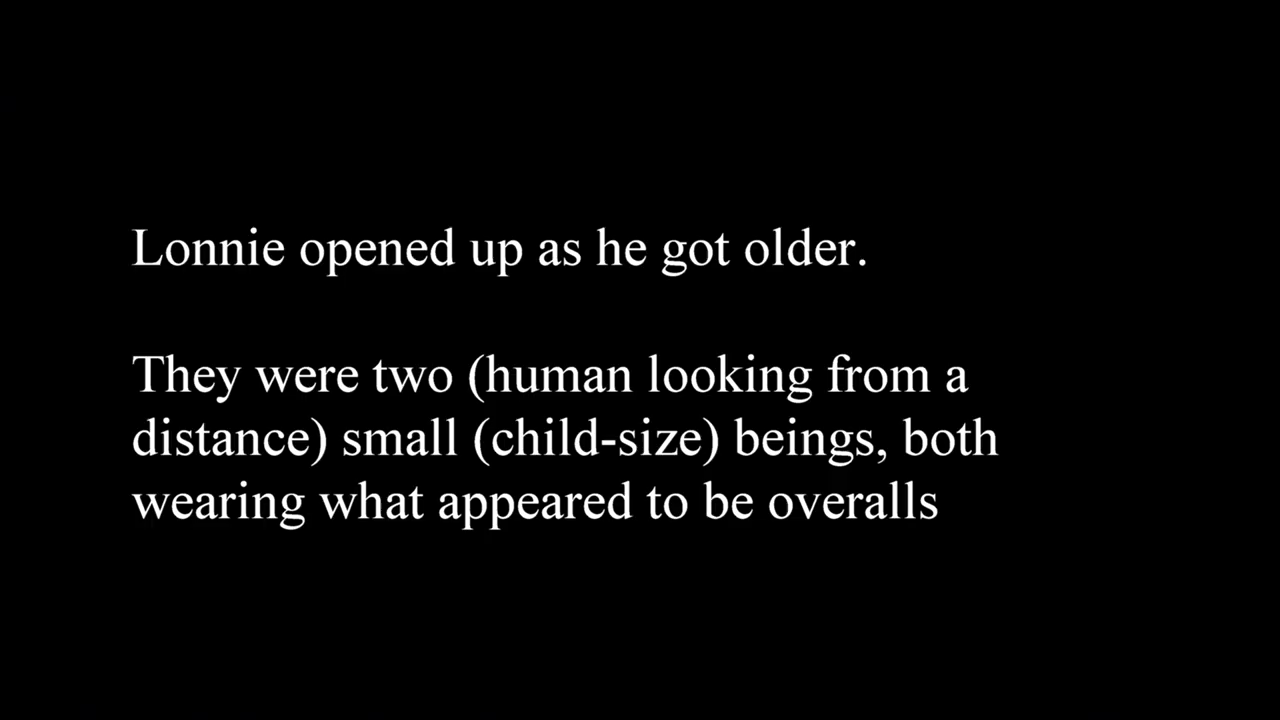 Lonnie opened up as he got older.
They were two (human looking from a
distance) small (child-size) beings, both
wearing what appeared to be overalls